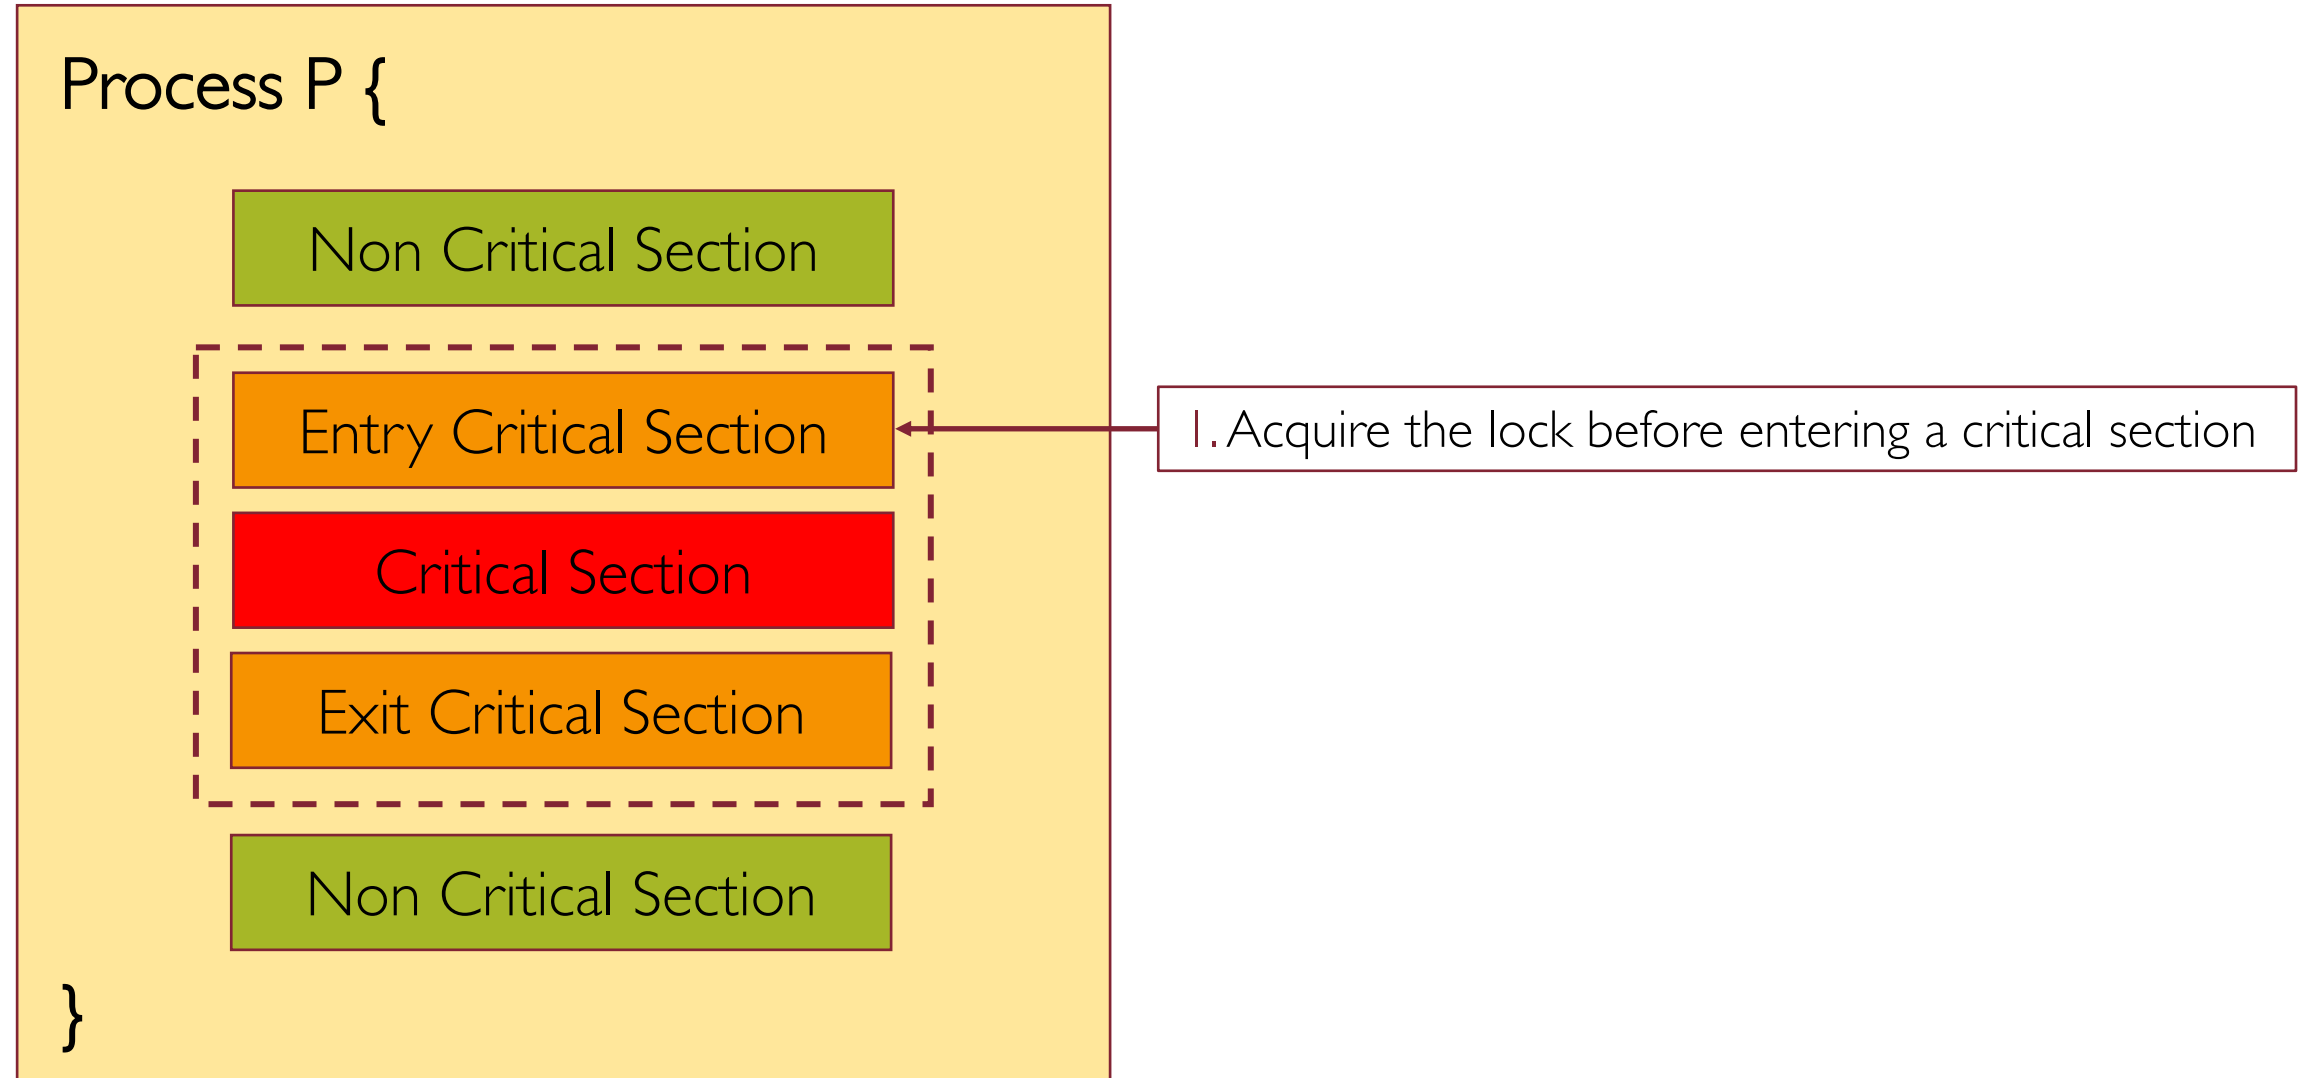 Process P {
Non Critical Section
Entry Critical Section
1. Acquire the lock before entering a critical section
Critical Section
Exit Critical Section
Non Critical Section
}